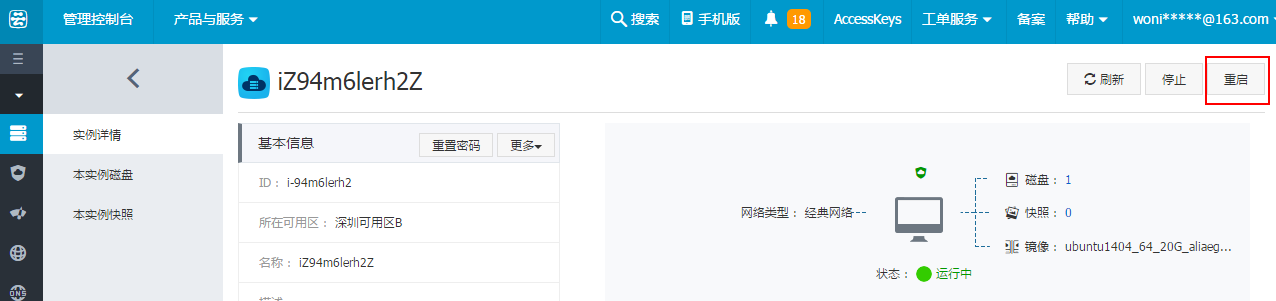 管理控制台 产品与服务 搜索 手机版 18 AccessKeys 工单服务 备案 帮助 woni*****@163.com
iZ94m6lerh2Z 刷新 停止 重启
实例详情
本实例磁盘
本实例快照
基本信息 重置密码 更多
ID： i-94m6lerh2
所在可用区： 深圳可用区B
名称： iZ94m6lerh2Z
网络类型： 经典网络
磁盘： 1
快照： 0
镜像： ubuntu1404_64_20G_aliaeg...
状态： 运行中
DNS